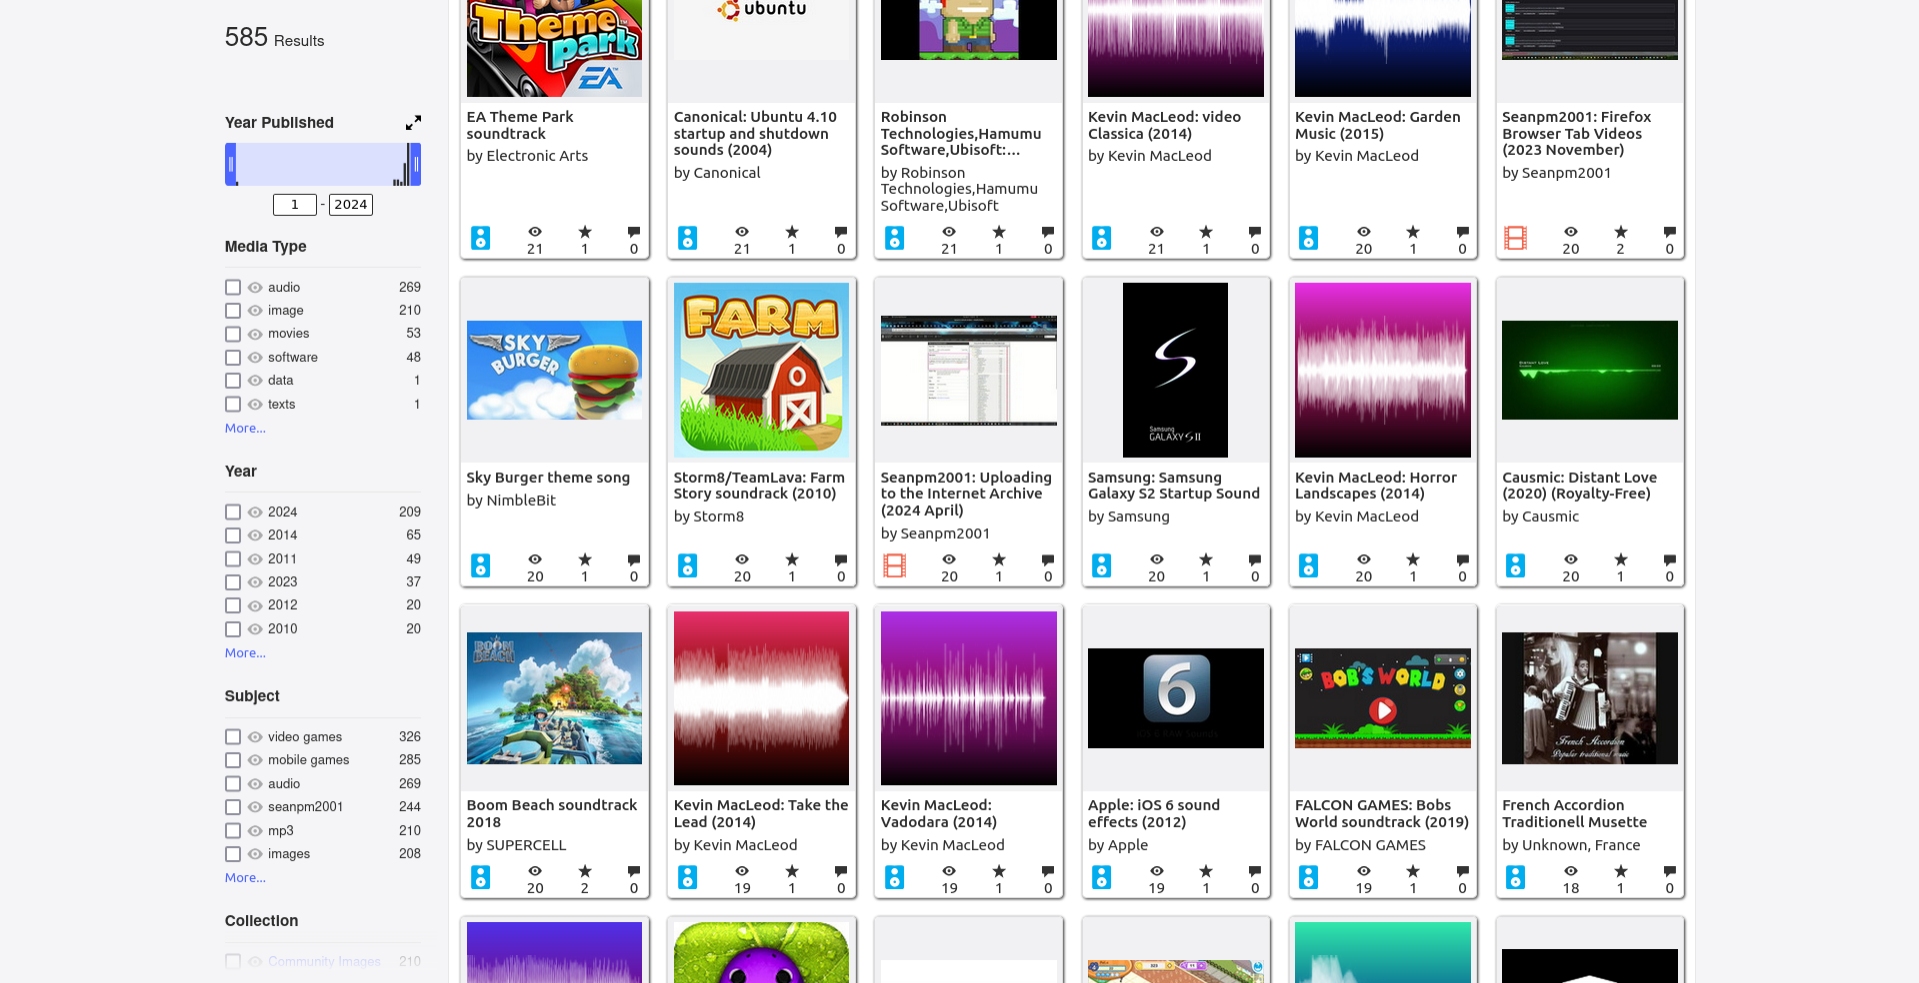 585 Results
Year Published
1 - 2024
Media Type
audio 269
image 210
movies 53
software 48
data 1
texts 1
More...
Year
2024 209
2014 65
2011 49
2023 37
2012 20
2010 20
More...
Subject
video games 326
mobile games 285
audio 269
seanpm2001 244
mp3 210
images 208
More...
Collection
Community Images 210
Theme
park
EA
EA Theme Park
soundtrack
by Electronic Arts
21 1 0
ubuntu
Canonical: Ubuntu 4.10
startup and shutdown
sounds (2004)
by Canonical
21 1 0
Robinson
Technologies,Hamumu
Software,Ubisoft:...
by Robinson
Technologies,Hamumu
Software,Ubisoft
21 1 0
Kevin MacLeod: video
Classica (2014)
by Kevin MacLeod
21 1 0
Kevin MacLeod: Garden
Music (2015)
by Kevin MacLeod
20 1 0
Seanpm2001: Firefox
Browser Tab Videos
(2023 November)
by Seanpm2001
20 2 0
SKY
BURGER
Sky Burger theme song
by NimbleBit
20 1 0
FARM
Storm8/TeamLava: Farm
Story soundrack (2010)
by Storm8
20 1 0
Seanpm2001: Uploading
to the Internet Archive
(2024 April)
by Seanpm2001
20 1 0
Samsung
GALAXY S II
Samsung: Samsung
Galaxy S2 Startup Sound
by Samsung
20 1 0
Kevin MacLeod: Horror
Landscapes (2014)
by Kevin MacLeod
20 1 0
DISTANT LOVE
Causmic: Distant Love
(2020) (Royalty-Free)
by Causmic
20 1 0
BOOM
BEACH
Boom Beach soundtrack
2018
by SUPERCELL
20 2 0
Kevin MacLeod: Take the
Lead (2014)
by Kevin MacLeod
19 1 0
Kevin MacLeod:
Vadodara (2014)
by Kevin MacLeod
19 1 0
6
iOS 6 RAW Sounds
Apple: iOS 6 sound
effects (2012)
by Apple
19 1 0
BOB'S WORLD
FALCON GAMES: Bobs
World soundtrack (2019)
by FALCON GAMES
19 1 0
French Accordion
Popular traditional music
French Accordion
Traditionell Musette
by Unknown, France
18 1 0